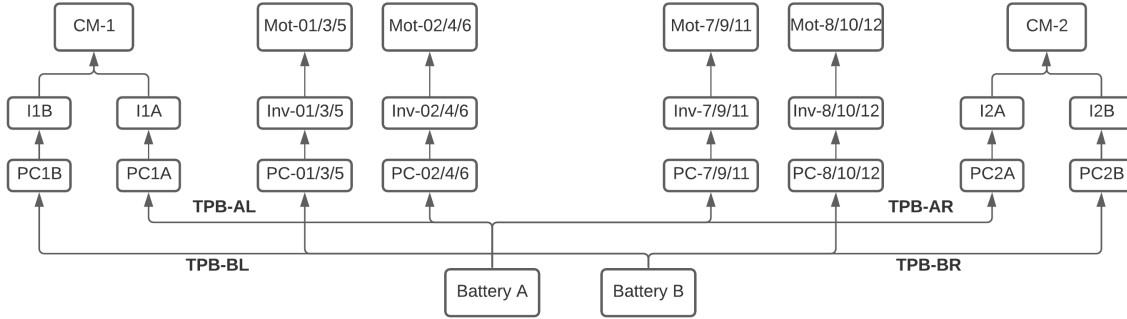 CM-1
Mot-01/3/5
Mot-02/4/6
Mot-7/9/11
Mot-8/10/12
CM-2
I1B
I1A
Inv-01/3/5
Inv-02/4/6
Inv-7/9/11
Inv-8/10/12
I2A
I2B
PC1B
PC1A
PC-01/3/5
PC-02/4/6
PC-7/9/11
PC-8/10/12
PC2A
PC2B
TPB-AL
TPB-AR
TPB-BL
TPB-BR
Battery A
Battery B